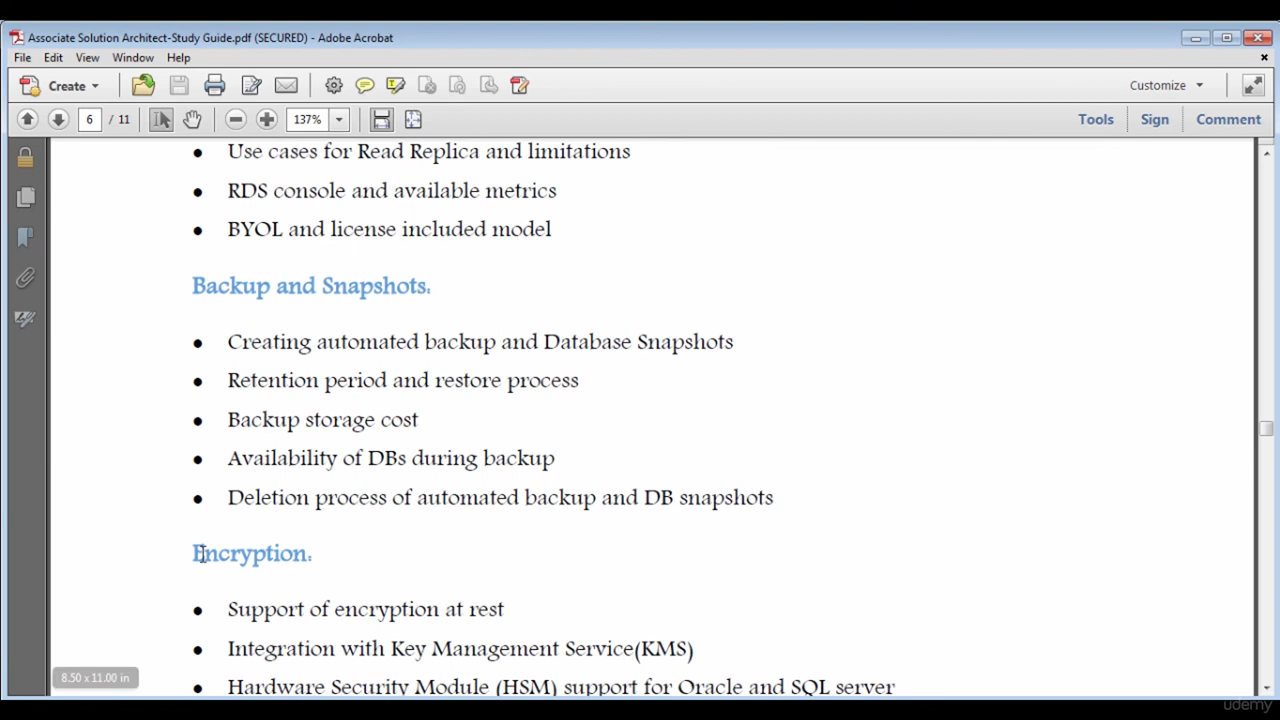 Associate Solution Architect-Study Guide.pdf (SECURED) - Adobe Acrobat
File Edit View Window Help
Create Customize
6 / 11 137% Tools Sign Comment
• Use cases for Read Replica and limitations
• RDS console and available metrics
• BYOL and license included model
Backup and Snapshots:
• Creating automated backup and Database Snapshots
• Retention period and restore process
• Backup storage cost
• Availability of DBs during backup
• Deletion process of automated backup and DB snapshots
Encryption:
• Support of encryption at rest
• Integration with Key Management Service(KMS)
• Hardware Security Module (HSM) support for Oracle and SQL server
8.50 x 11.00 in
udemy